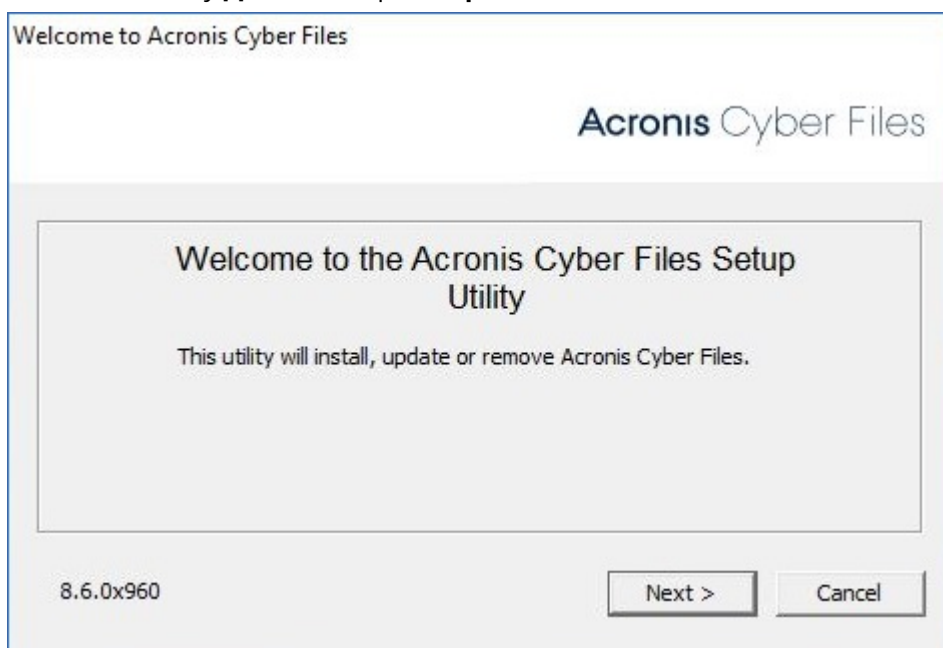 Welcome to Acronis Cyber Files
Acronis Cyber Files
Welcome to the Acronis Cyber Files Setup
Utility
This utility will install, update or remove Acronis Cyber Files.
8.6.0x960
Next >
Cancel